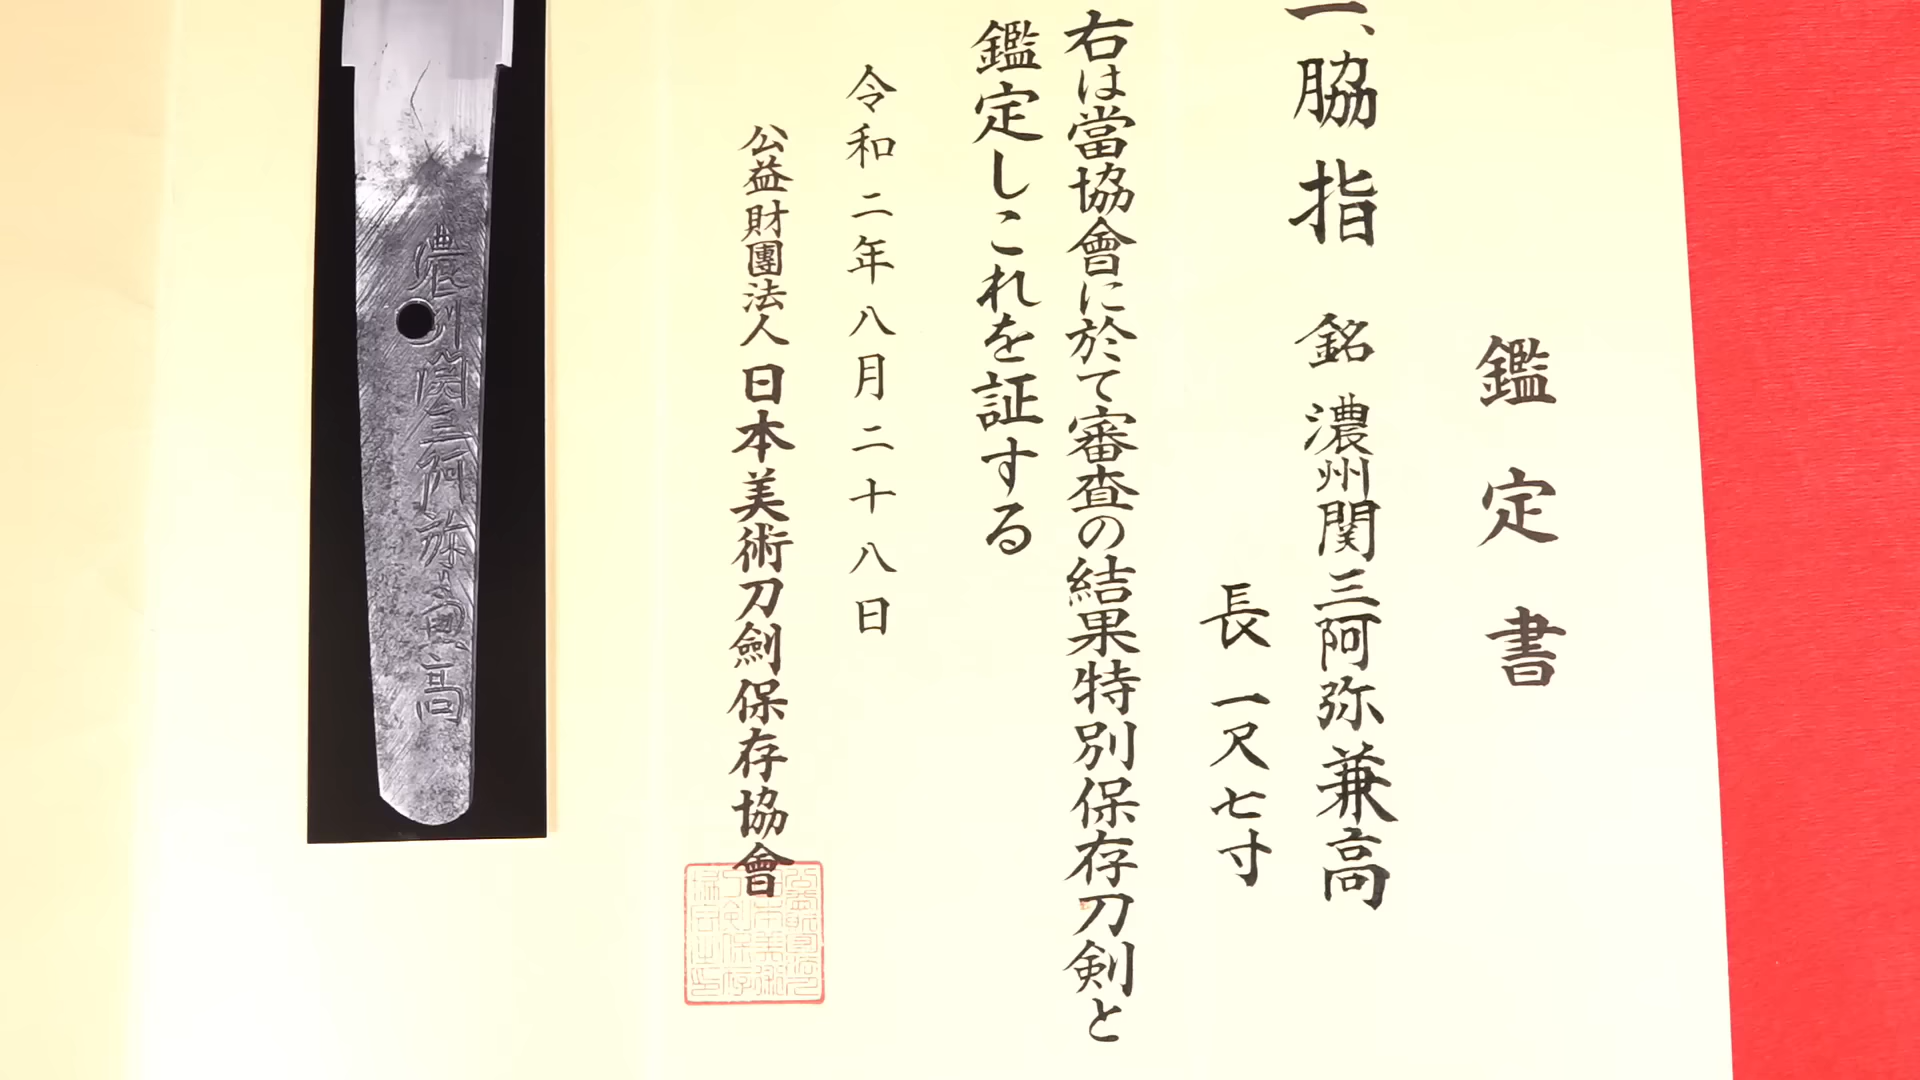 鑑定書
一、脇指 銘 濃州関三阿弥兼高
長 一尺七寸
右は當協會に於て審査の結果特別保存刀剣と
鑑定しこれを証する
令和二年八月二十八日
公益財團法人日本美術刀劍保存協會
濃州関三阿弥兼高